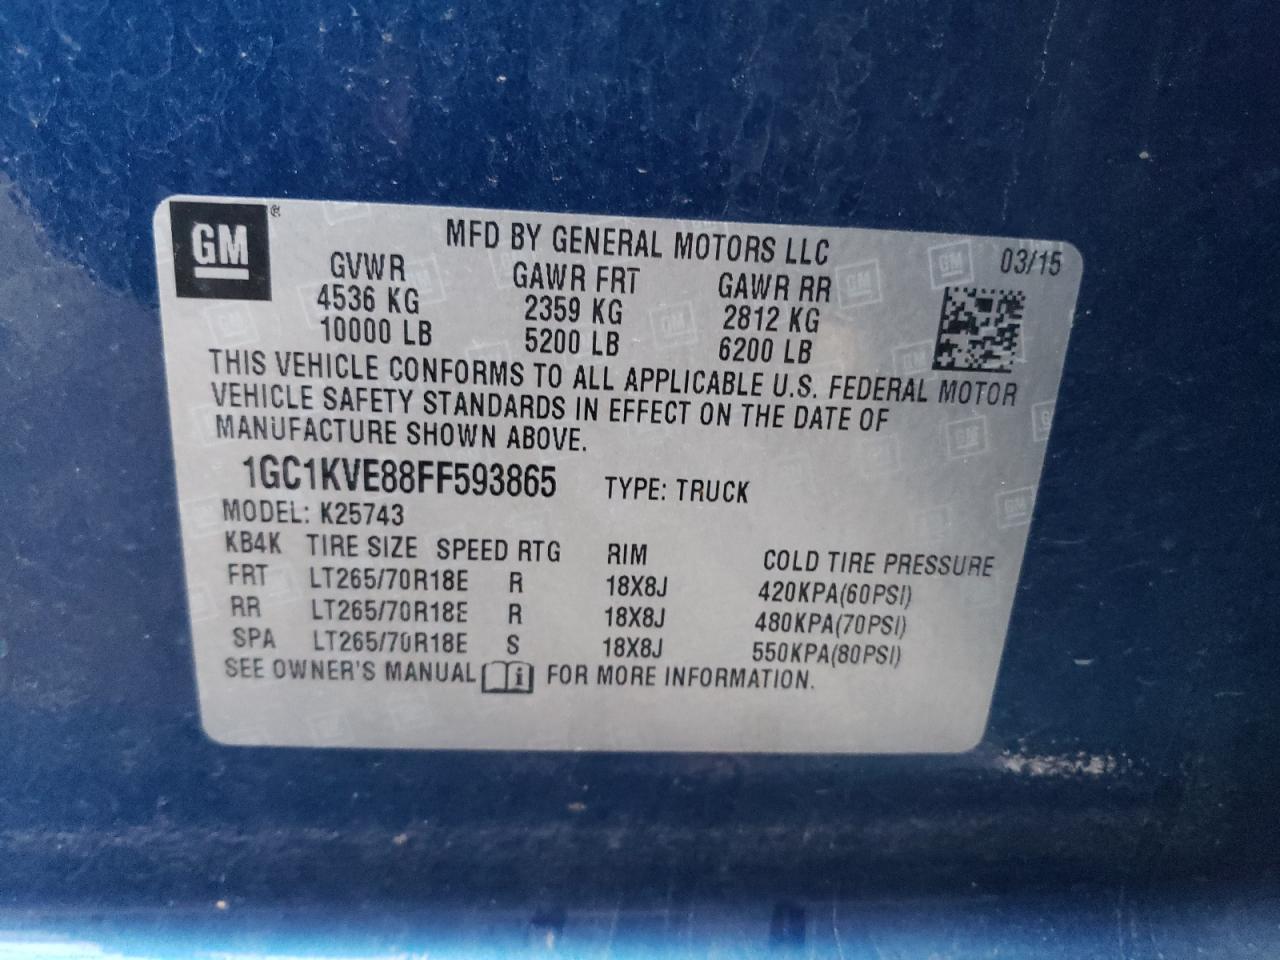 GM
MFD BY GENERAL MOTORS LLC 03/15
GVWR GAWR FRT GAWR RR
4536 KG 2359 KG 2812 KG
10000 LB 5200 LB 6200 LB
THIS VEHICLE CONFORMS TO ALL APPLICABLE U.S. FEDERAL MOTOR
VEHICLE SAFETY STANDARDS IN EFFECT ON THE DATE OF
MANUFACTURE SHOWN ABOVE.
1GC1KVE88FF593865 TYPE: TRUCK
MODEL: K25743
KB4K TIRE SIZE SPEED RTG RIM COLD TIRE PRESSURE
FRT LT265/70R18E R 18X8J 420KPA(60PSI)
RR LT265/70R18E R 18X8J 480KPA(70PSI)
SPA LT265/70R18E S 18X8J 550KPA(80PSI)
SEE OWNER'S MANUAL FOR MORE INFORMATION.